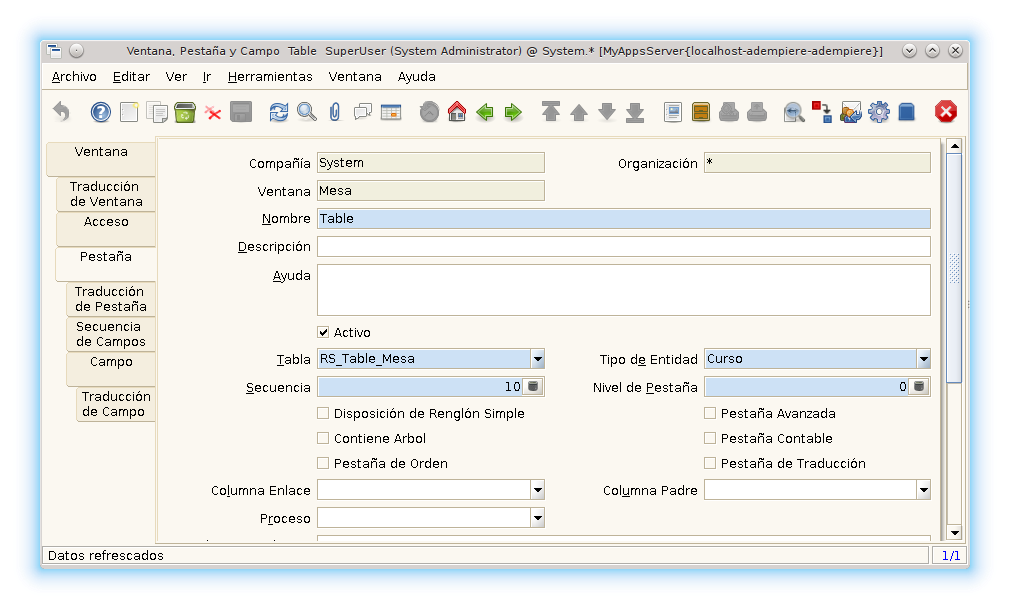 Ventana, Pestaña y Campo  Table  SuperUser (System Administrator) @ System.* [MyAppsServer{localhost-adempiere-adempiere}]
Archivo Editar Ver Ir Herramientas Ventana Ayuda
Ventana
Traducción
de Ventana
Acceso
Pestaña
Traducción
de Pestaña
Secuencia
de Campos
Campo
Traducción
de Campo
Compañía System Organización *
Ventana Mesa
Nombre Table
Descripción
Ayuda
Activo
Tabla RS_Table_Mesa Tipo de Entidad Curso
Secuencia 10 Nivel de Pestaña 0
Disposición de Renglón Simple Pestaña Avanzada
Contiene Arbol Pestaña Contable
Pestaña de Orden Pestaña de Traducción
Columna Enlace Columna Padre
Proceso
Datos refrescados 1/1